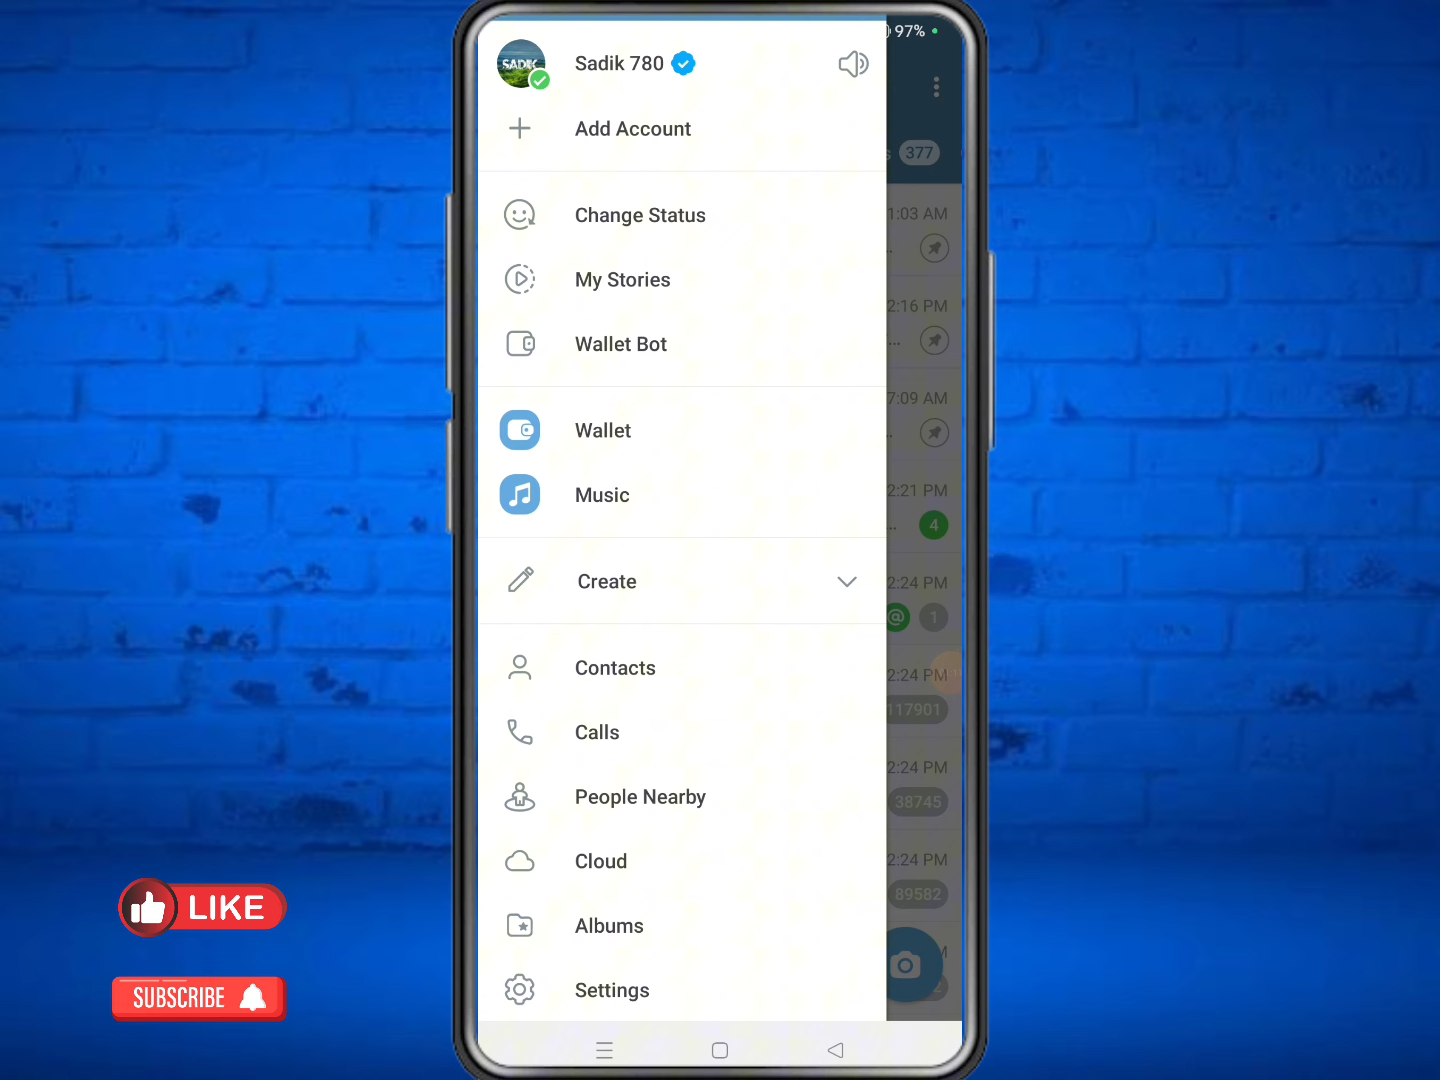 97%
SADIK
Sadik 780
Add Account
377
Change Status
1:03 AM
My Stories
2:16 PM
Wallet Bot
7:09 AM
Wallet
Music
2:21 PM
4
Create
2:24 PM
@ 1
Contacts
2:24 PM
117901
Calls
2:24 PM
People Nearby
38745
Cloud
2:24 PM
89582
Albums
LIKE
Settings
SUBSCRIBE